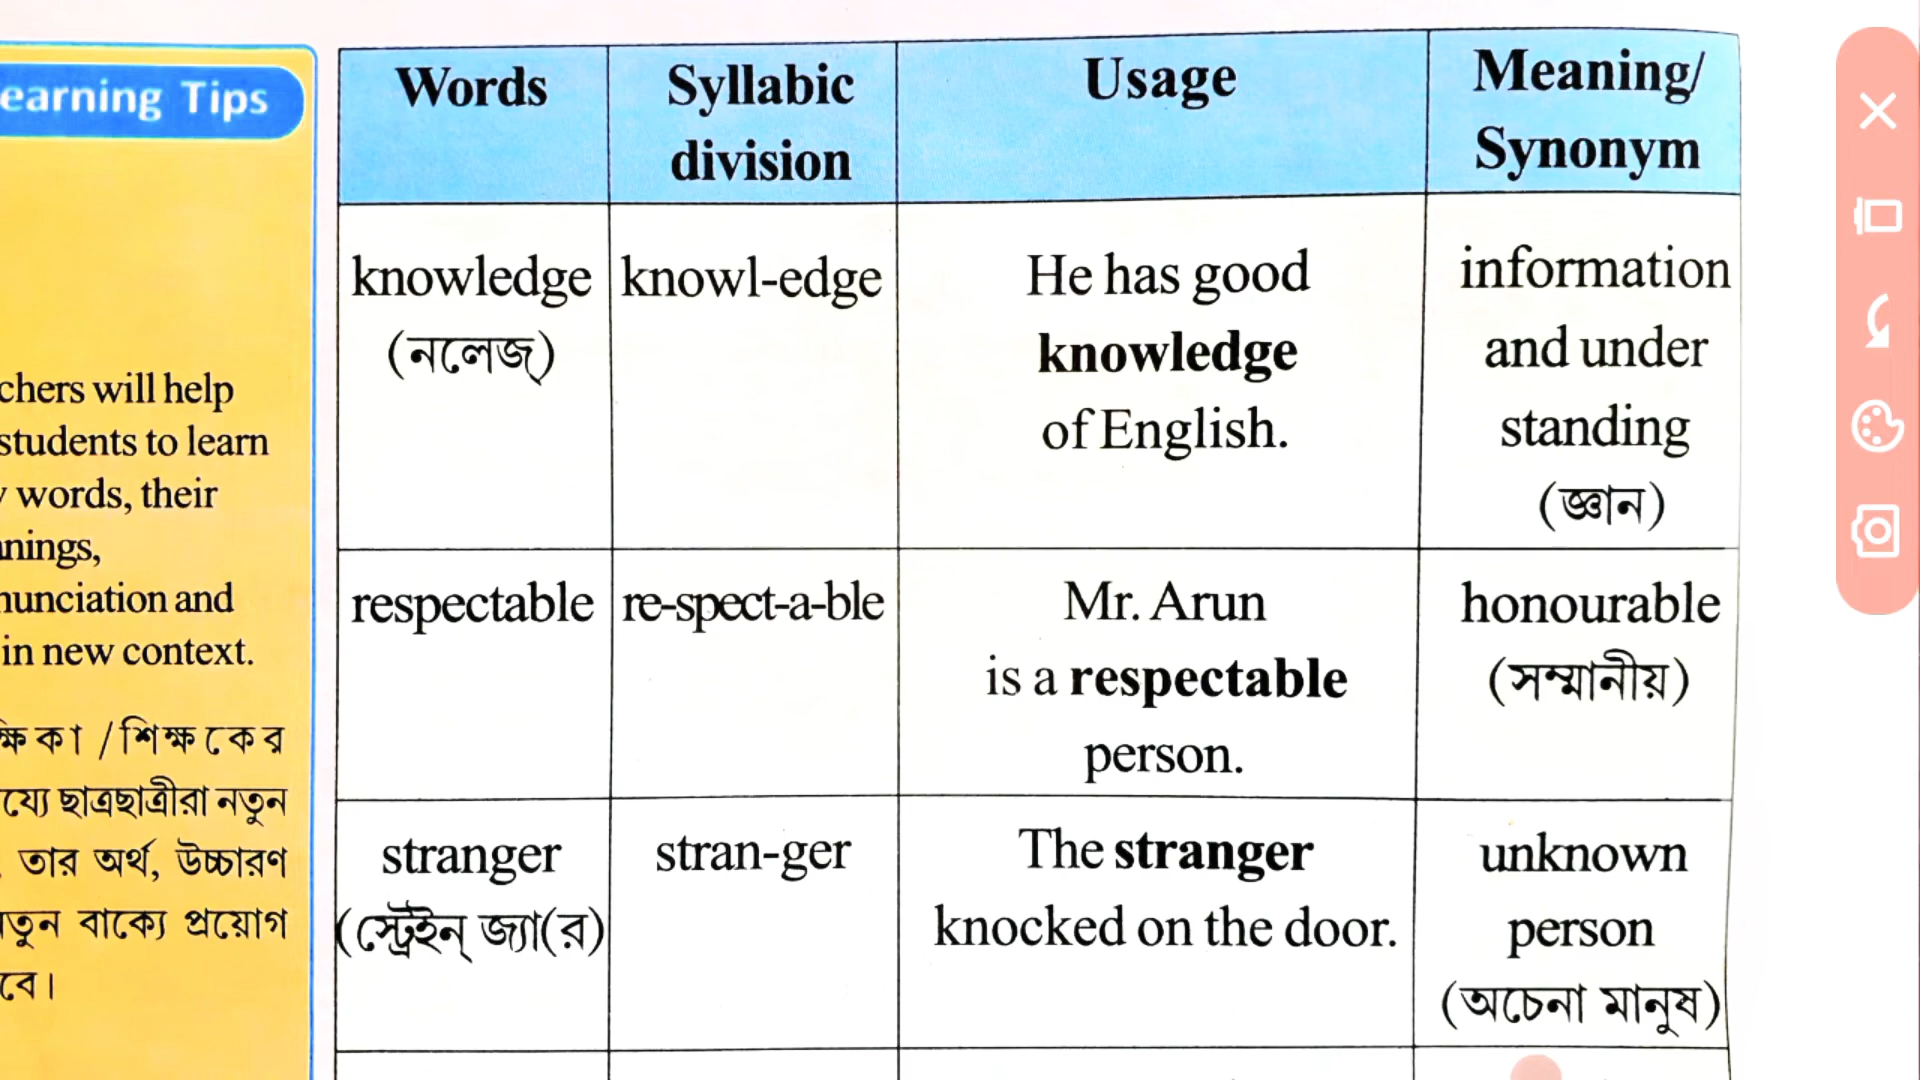 earning Tips
chers will help
students to learn
words, their
nings,
nunciation and
in new context.
ক্ষিকা / শিক্ষকের
য্যে ছাত্রছাত্রীরা নতুন
, তার অর্থ, উচ্চারণ
নতুন বাক্যে প্রয়োগ
বে।
Words
Syllabic
division
Usage
Meaning/
Synonym
knowledge
(নলেজ্)
knowl-edge
He has good
knowledge
of English.
information
and under
standing
(জ্ঞান)
respectable
re-spect-a-ble
Mr. Arun
is a respectable
person.
honourable
(সম্মানীয়)
stranger
(স্ট্রেইন্ জ্যা(র)
stran-ger
The stranger
knocked on the door.
unknown
person
(অচেনা মানুষ)